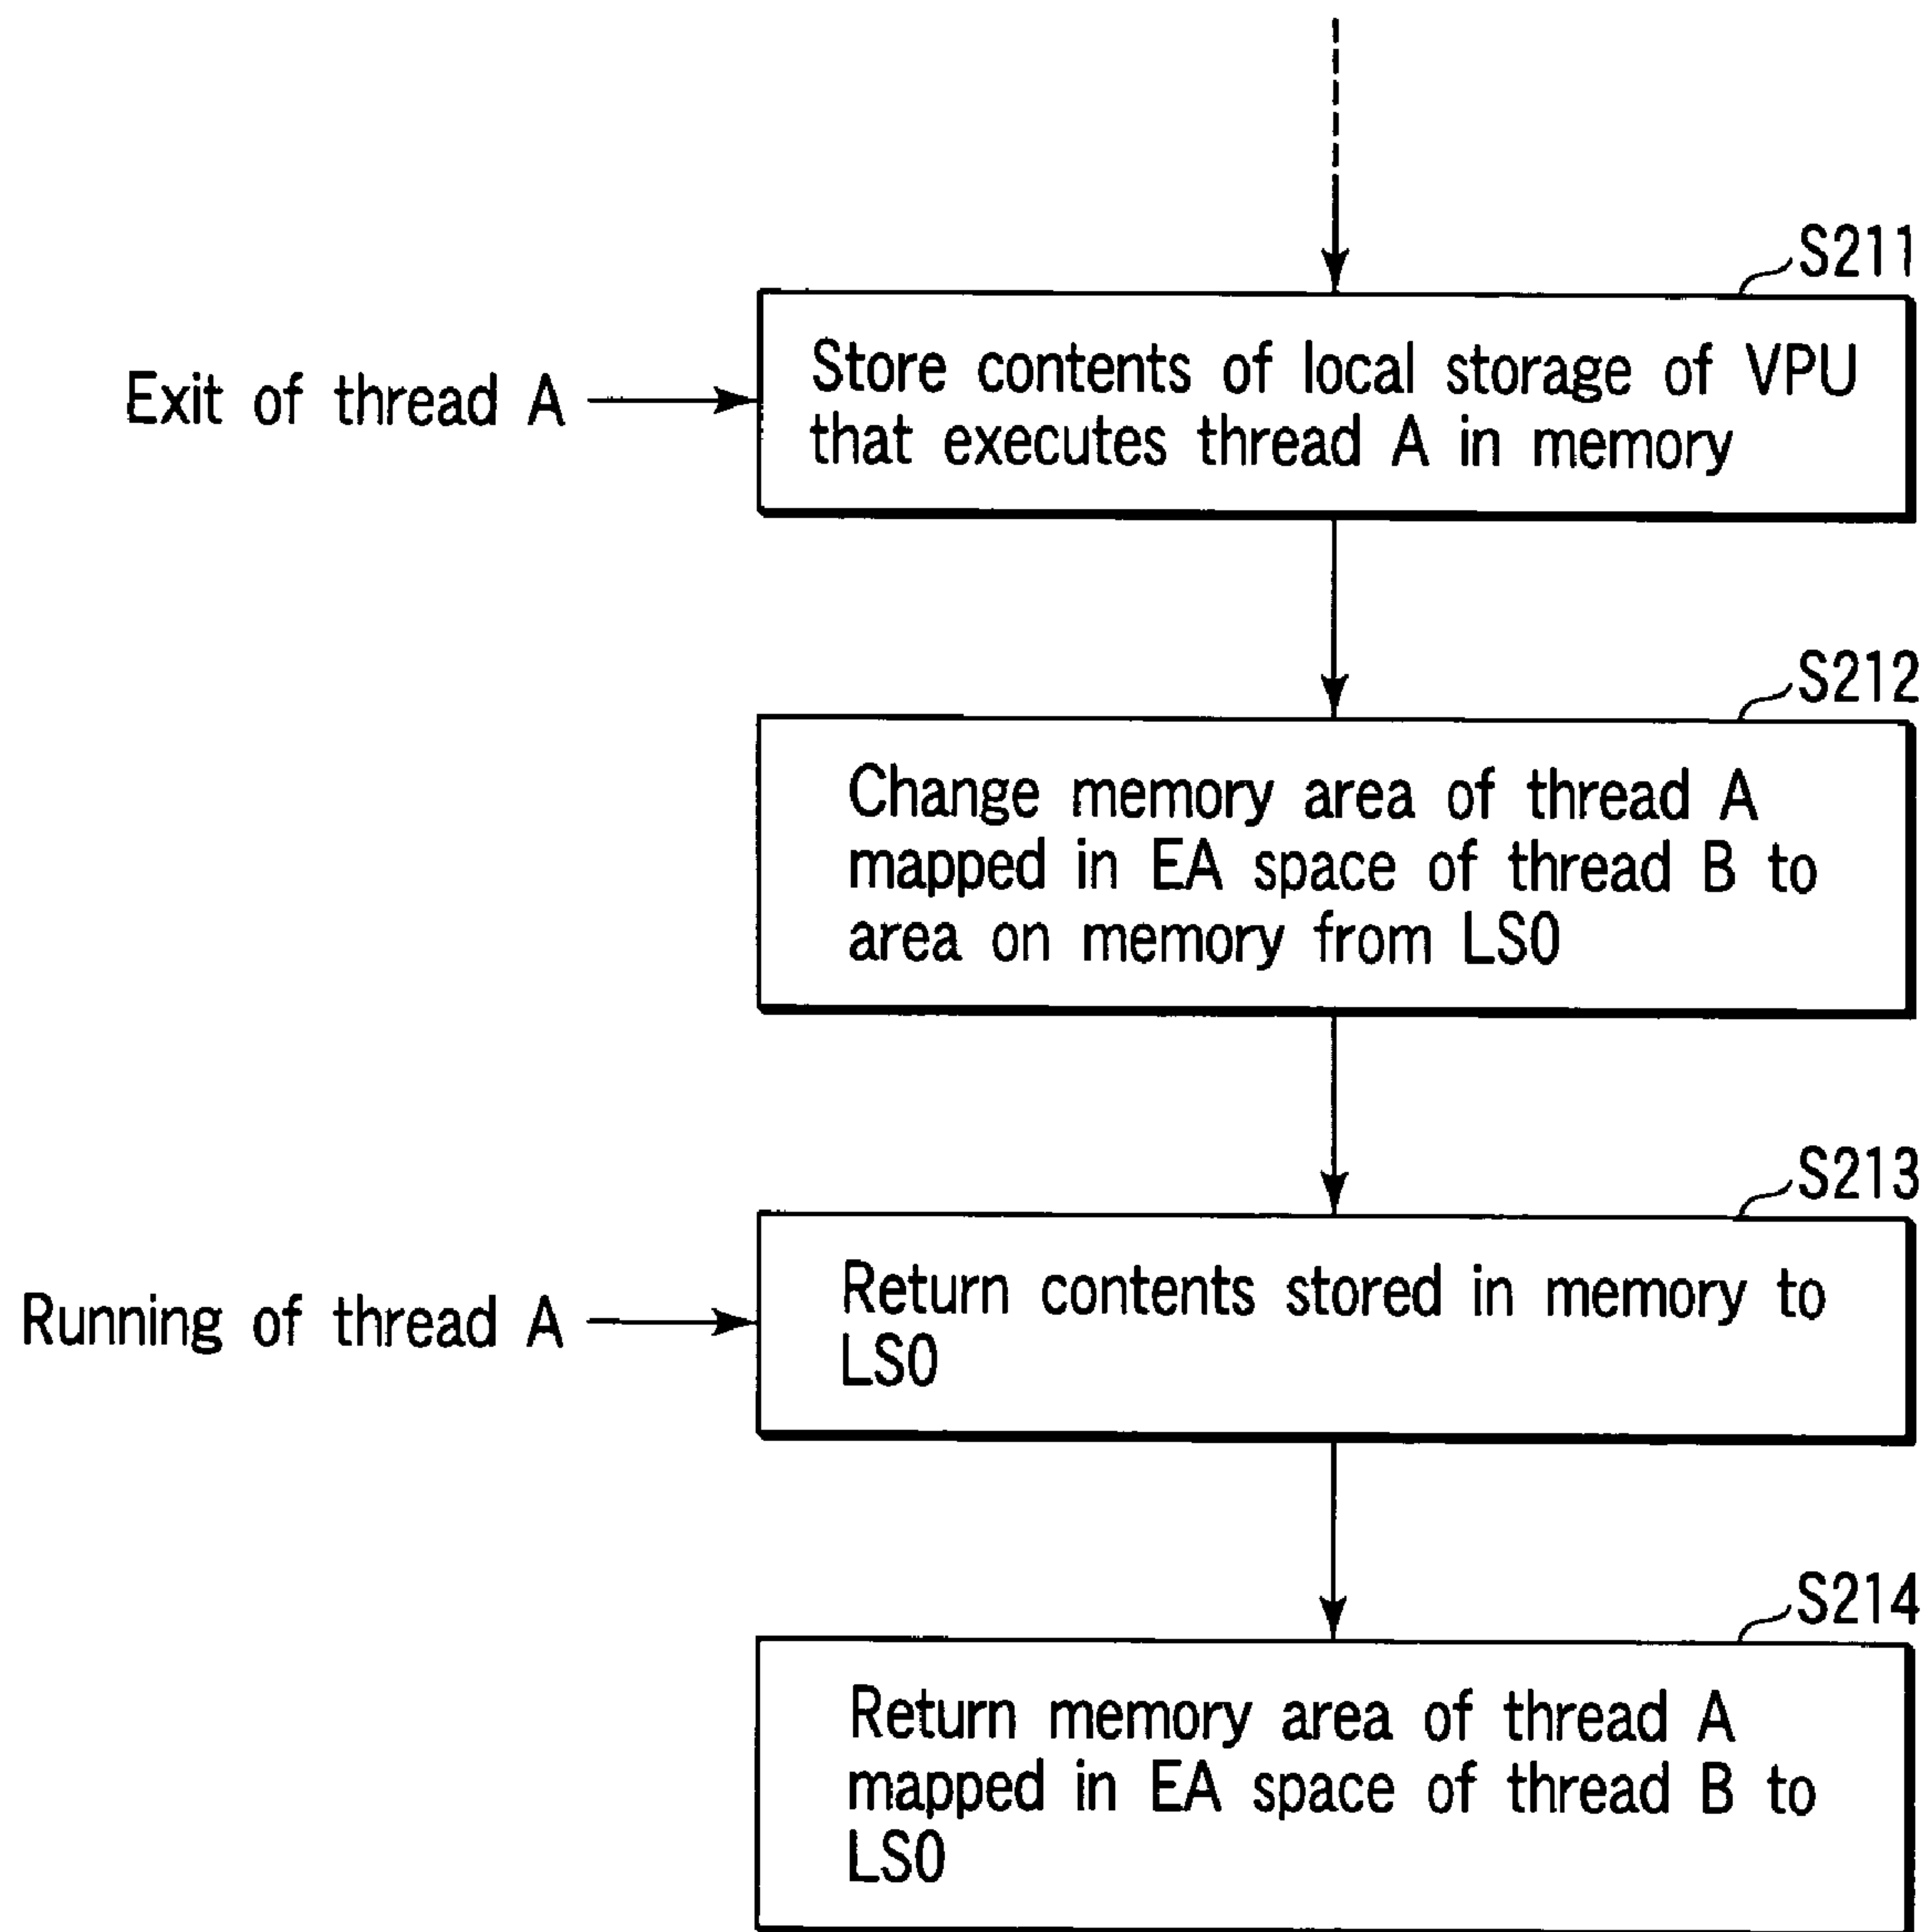 S211
Exit of thread A
Store contents of local storage of VPU
that executes thread A in memory
S212
Change memory area of thread A
mapped in EA space of thread B to
area on memory from LS0
S213
Running of thread A
Return contents stored in memory to
LS0
S214
Return memory area of thread A
mapped in EA space of thread B to
LS0